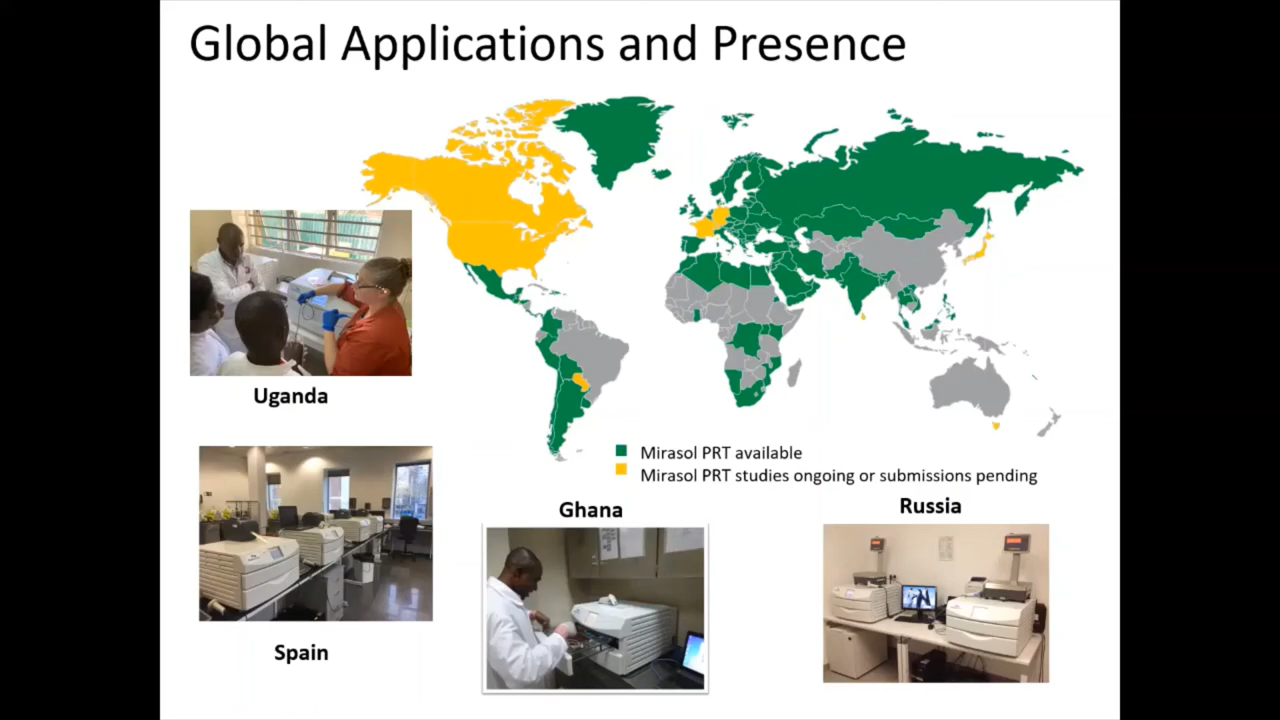 Global Applications and Presence
Uganda
Mirasol PRT available
Mirasol PRT studies ongoing or submissions pending
Ghana
Russia
Spain